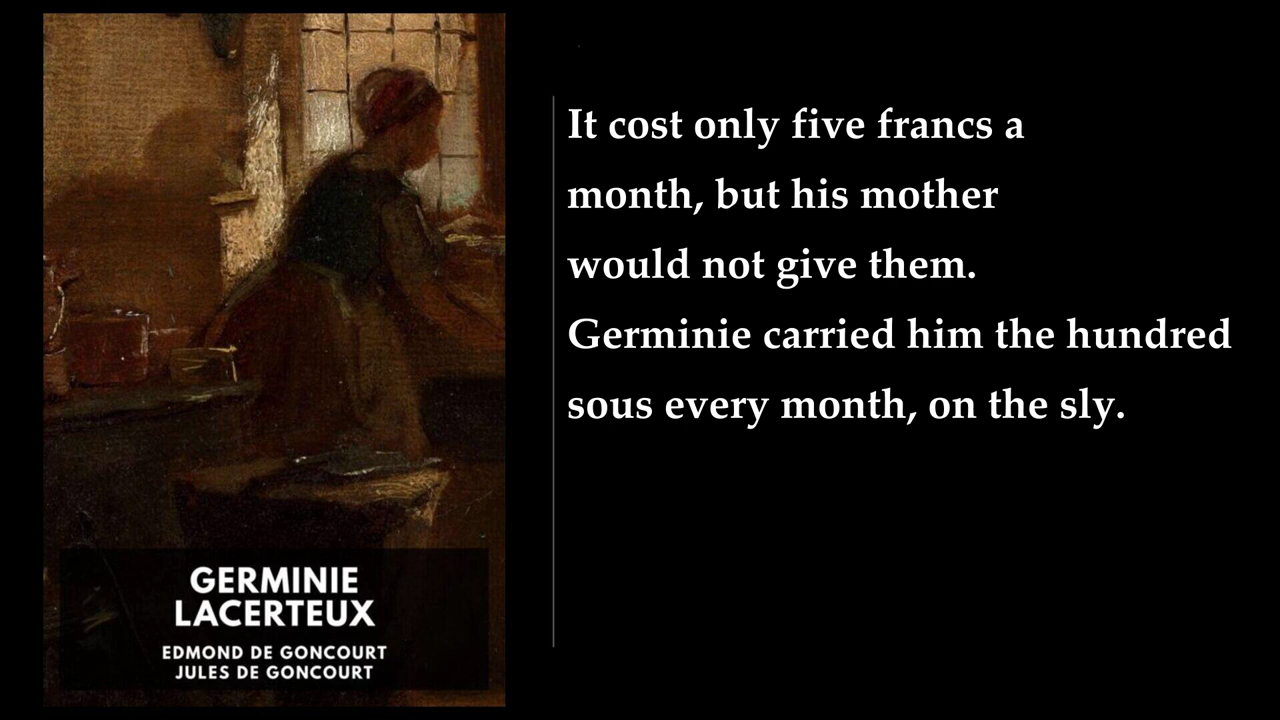 It cost only five francs a
month, but his mother
would not give them.
Germinie carried him the hundred
sous every month, on the sly.
GERMINIE
LACERTEUX
EDMOND DE GONCOURT
JULES DE GONCOURT